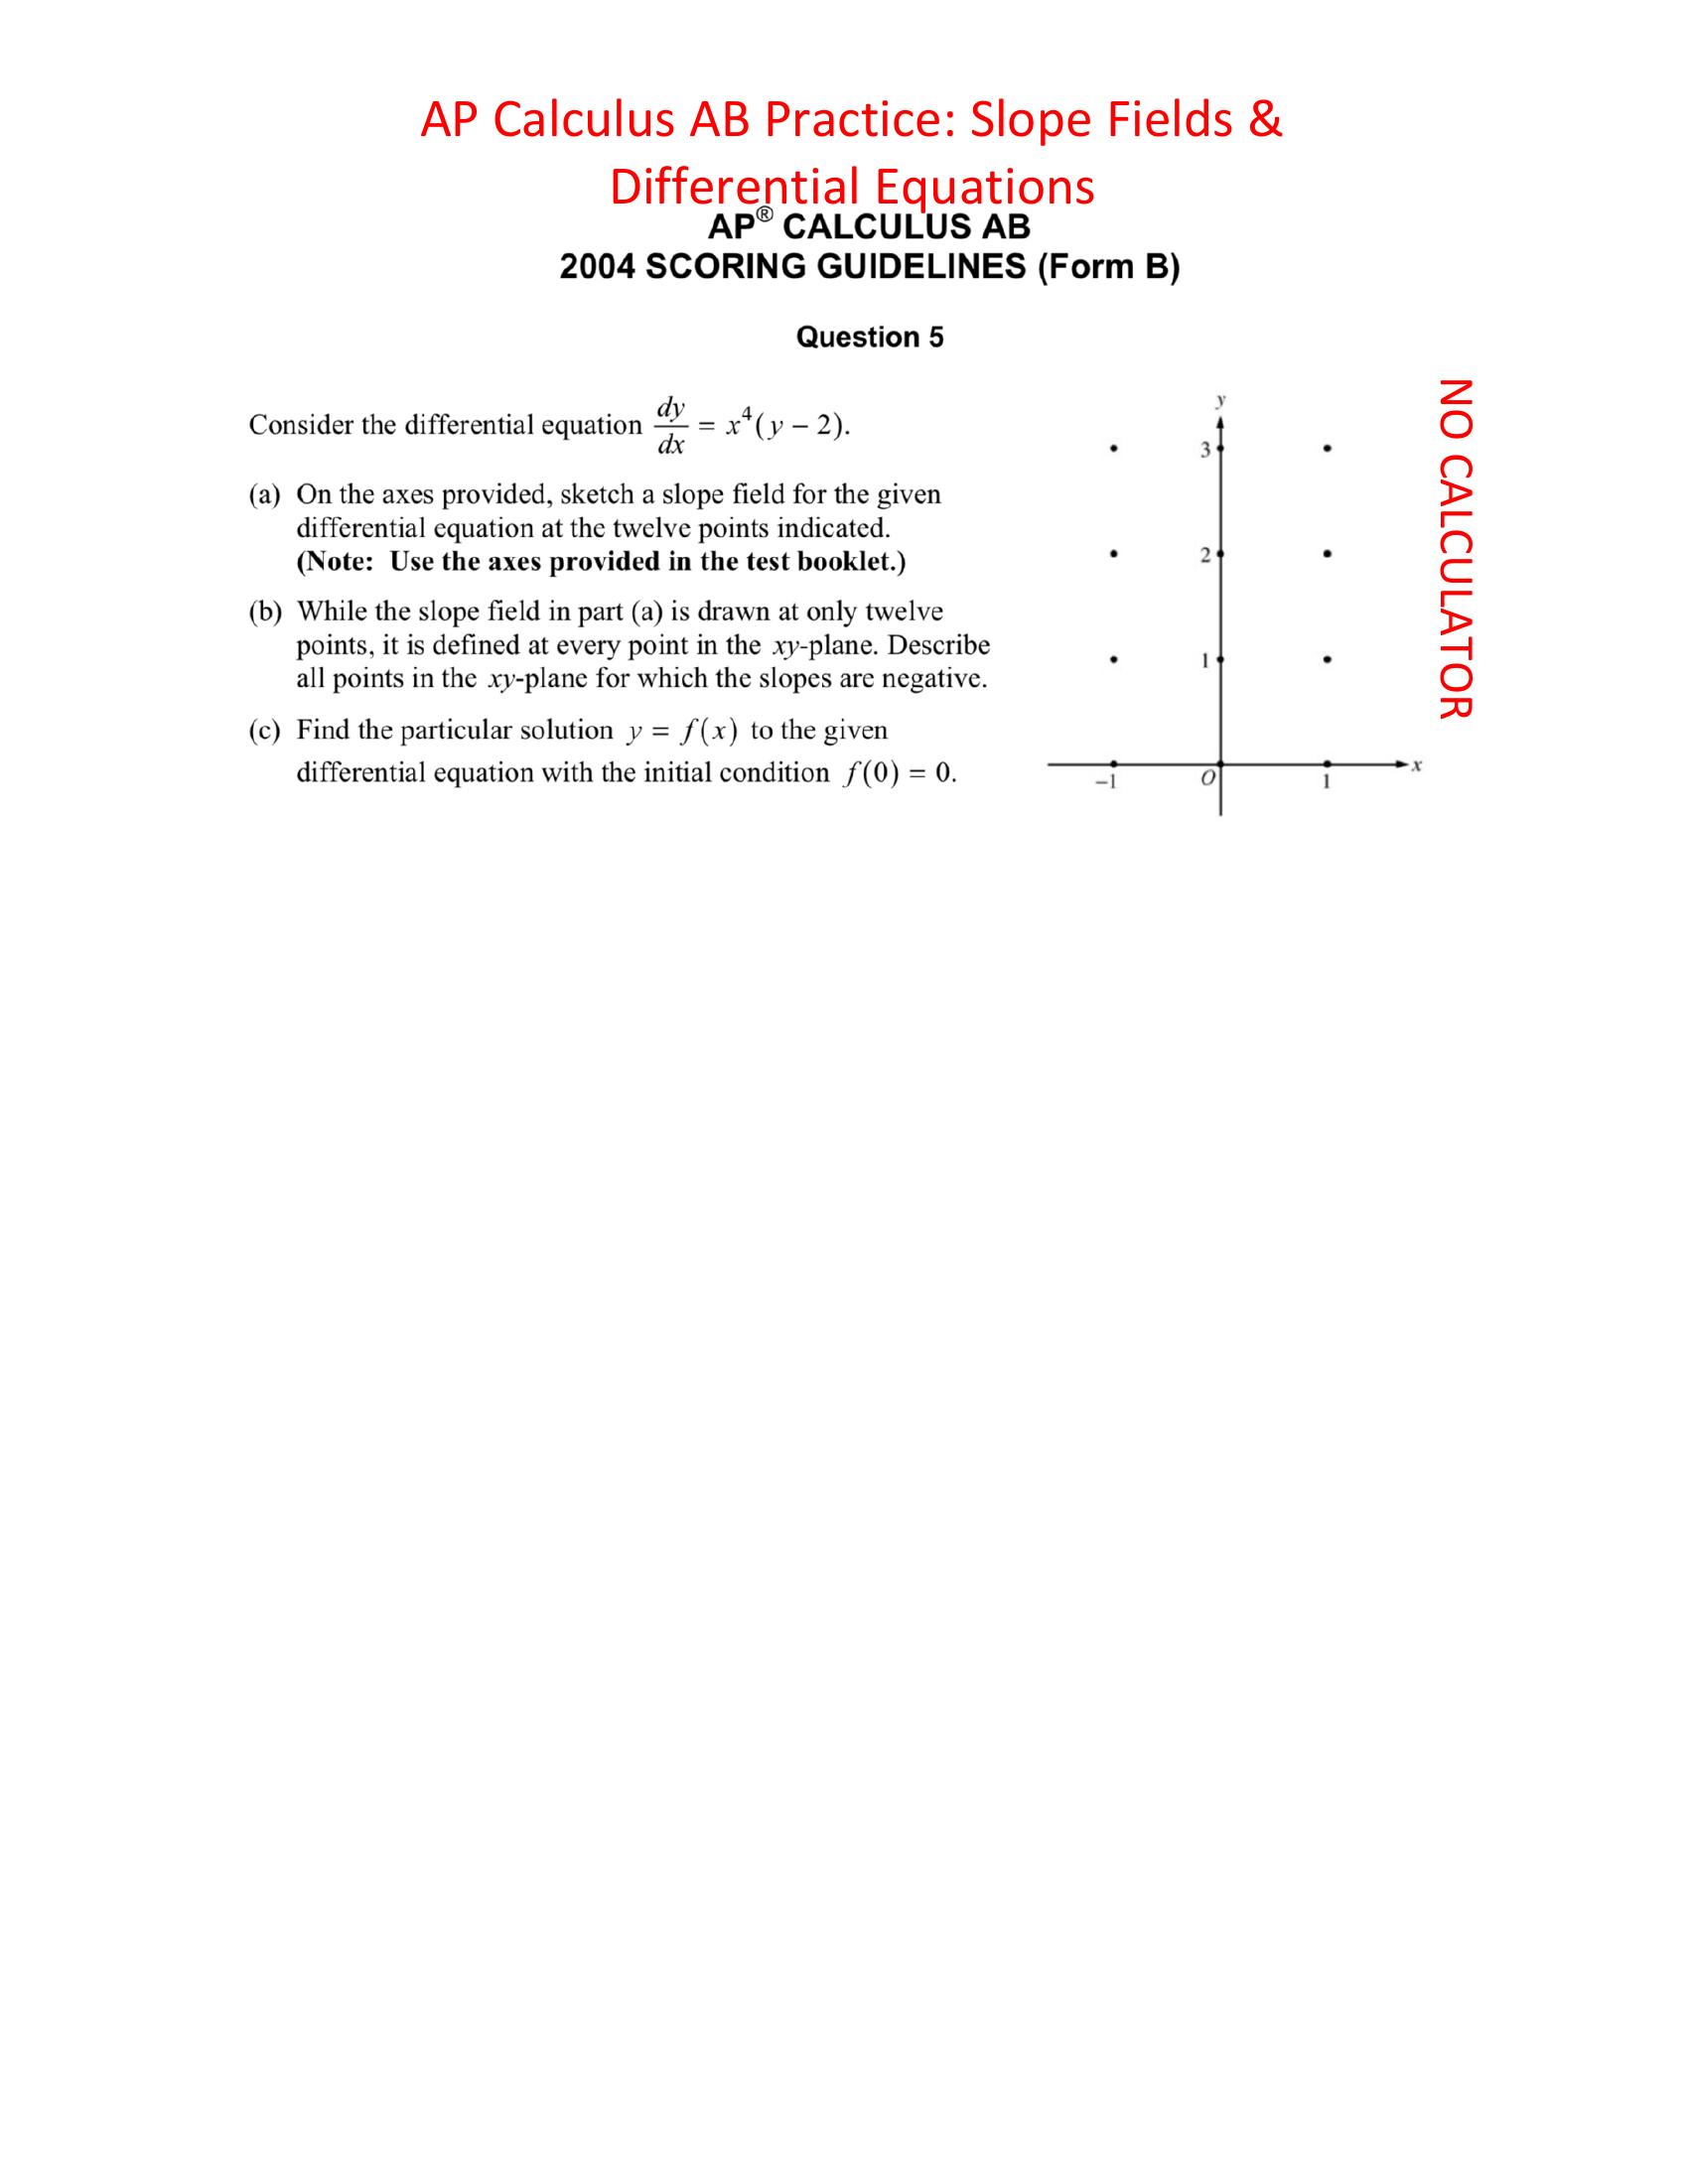 AP Calculus AB Practice: Slope Fields &
Differential Equations
AP® CALCULUS AB
2004 SCORING GUIDELINES (Form B)
Question 5
Consider the differential equation dy/dx = x⁴(y − 2).
(a) On the axes provided, sketch a slope field for the given
differential equation at the twelve points indicated.
(Note: Use the axes provided in the test booklet.)
(b) While the slope field in part (a) is drawn at only twelve
points, it is defined at every point in the xy-plane. Describe
all points in the xy-plane for which the slopes are negative.
(c) Find the particular solution y = f(x) to the given
differential equation with the initial condition f(0) = 0.
y
3
2
1
x
−1
O
1
NO CALCULATOR